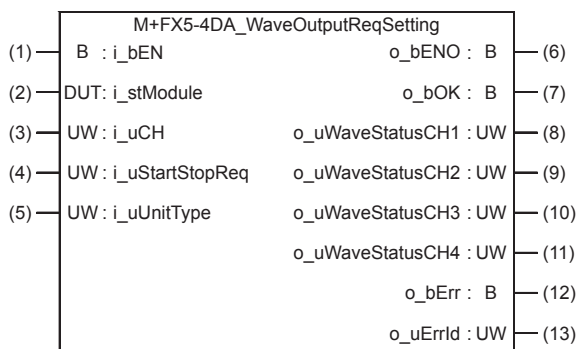 M+FX5-4DA_WaveOutputReqSetting
(1) B : i_bEN o_bENO : B (6)
(2) DUT: i_stModule o_bOK : B (7)
(3) UW : i_uCH o_uWaveStatusCH1 : UW (8)
(4) UW : i_uStartStopReq o_uWaveStatusCH2 : UW (9)
(5) UW : i_uUnitType o_uWaveStatusCH3 : UW (10)
o_uWaveStatusCH4 : UW (11)
o_bErr : B (12)
o_uErrId : UW (13)